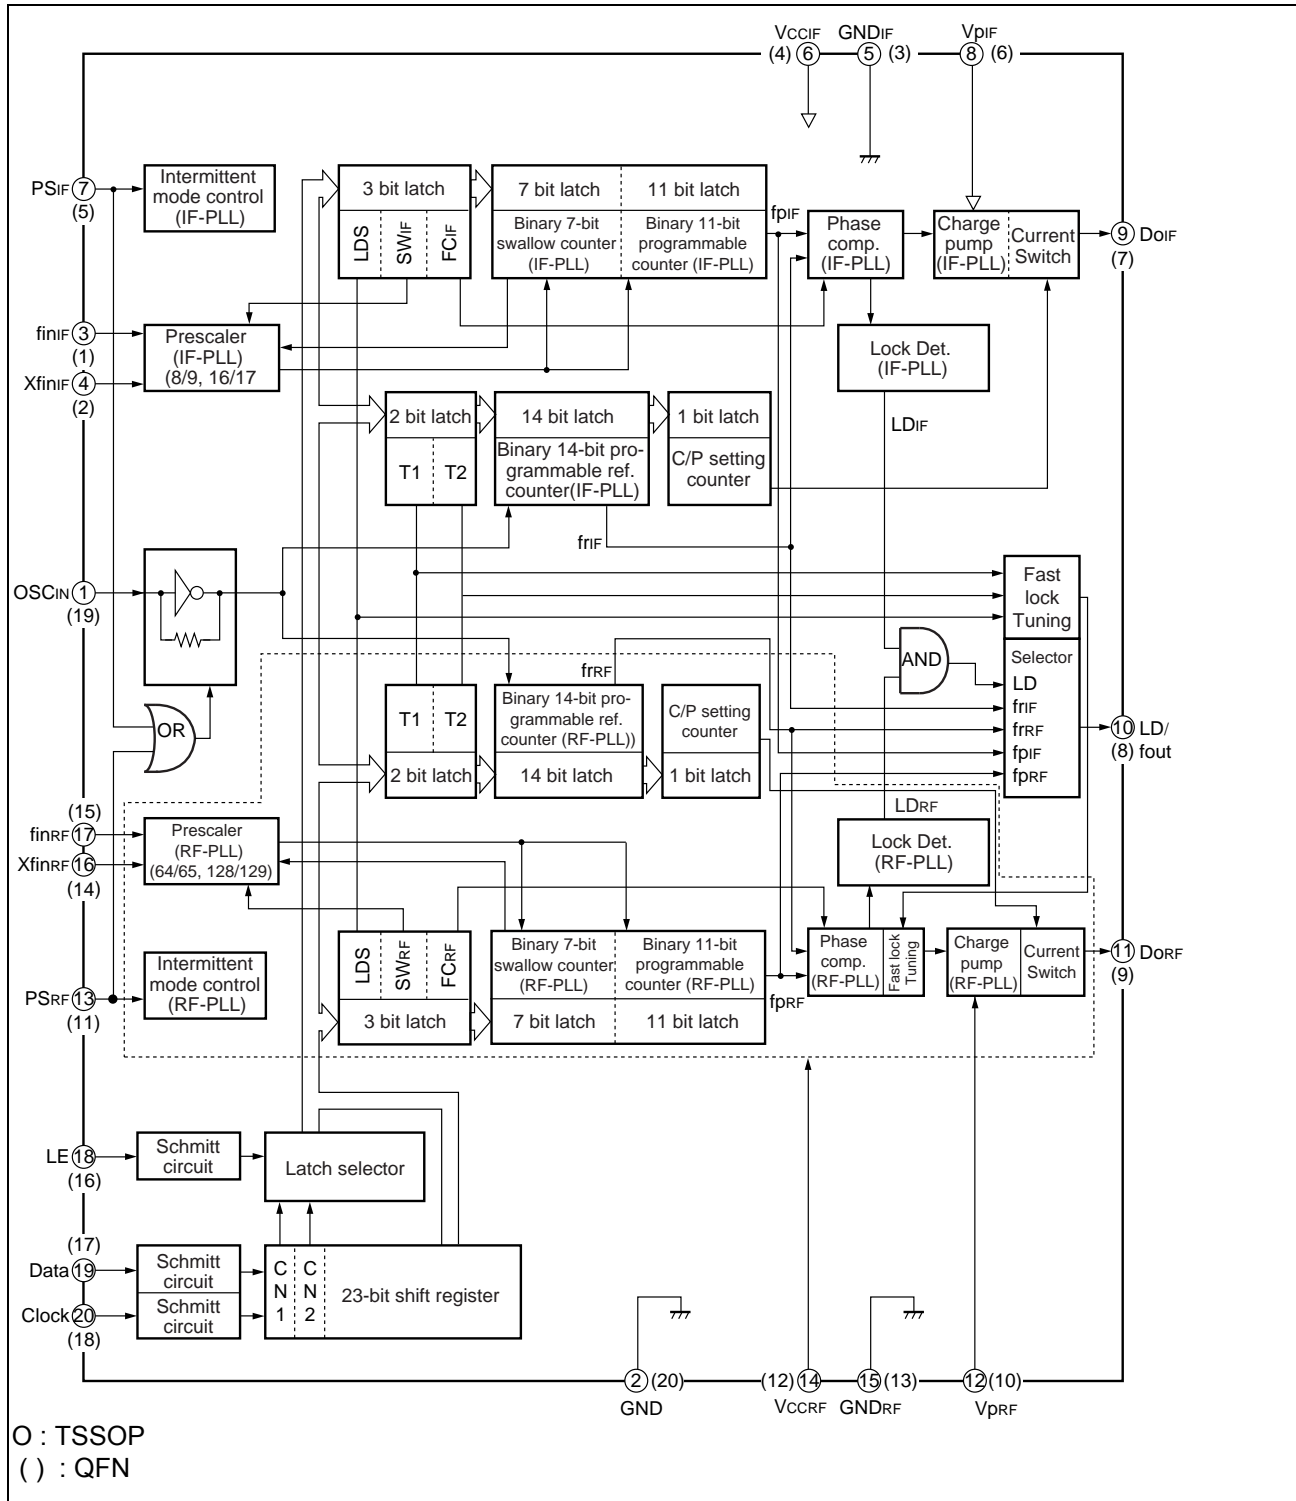 VCCIF GNDIF VpIF
(4) 6 5 (3) 8 (6)
PSIF 7
(5)
Intermittent
mode control
(IF-PLL)
3 bit latch
LDS
SWIF
FCIF
7 bit latch
11 bit latch
Binary 7-bit
swallow counter
(IF-PLL)
Binary 11-bit
programmable
counter (IF-PLL)
fpIF
Phase
comp.
(IF-PLL)
Charge
pump
(IF-PLL)
Current
Switch
9 DoIF
(7)
finIF 3
(1)
XfinIF 4
(2)
Prescaler
(IF-PLL)
(8/9, 16/17
Lock Det.
(IF-PLL)
LDIF
2 bit latch
T1
T2
14 bit latch
Binary 14-bit pro-
grammable ref.
counter(IF-PLL)
1 bit latch
C/P setting
counter
frIF
OSCIN 1
(19)
OR
Fast
lock
Tuning
AND
Selector
LD
frIF
frRF
fpIF
fpRF
10 LD/
(8) fout
frRF
T1
T2
2 bit latch
Binary 14-bit pro-
grammable ref.
counter (RF-PLL))
14 bit latch
C/P setting
counter
1 bit latch
LDRF
Lock Det.
(RF-PLL)
(15)
finRF 17
XfinRF 16
(14)
Prescaler
(RF-PLL)
(64/65, 128/129)
PSRF 13
(11)
Intermittent
mode control
(RF-PLL)
LDS
SWRF
FCRF
3 bit latch
Binary 7-bit
swallow counter
(RF-PLL)
Binary 11-bit
programmable
counter (RF-PLL)
7 bit latch
11 bit latch
fpRF
Phase
comp.
(RF-PLL)
Fast lock
Tuning
Charge
pump
(RF-PLL)
Current
Switch
11 DoRF
(9)
LE 18
(16)
Schmitt
circuit
Latch selector
(17)
Data 19
Clock 20
(18)
Schmitt
circuit
Schmitt
circuit
C
N
1
C
N
2
23-bit shift register
2 (20)
GND
(12) 14
VCCRF
15 (13)
GNDRF
12 (10)
VpRF
O : TSSOP
( ) : QFN